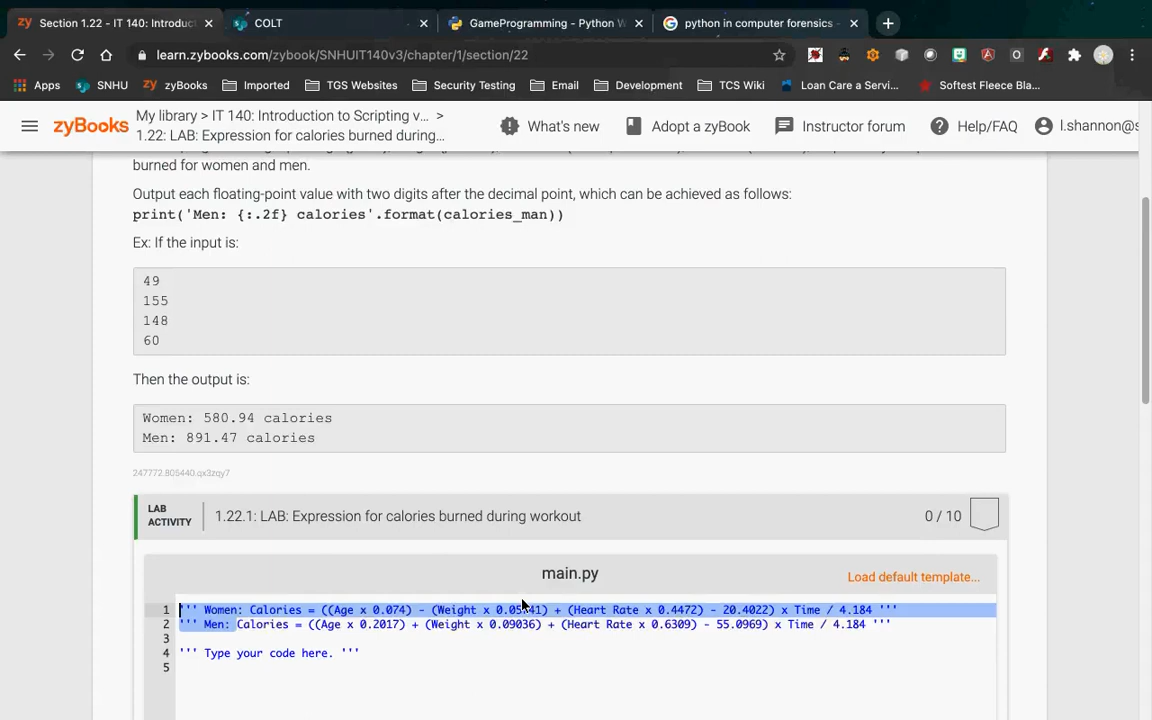 Section 1.22 - IT 140: Introduct
COLT
GameProgramming - Python W
python in computer forensics -
learn.zybooks.com/zybook/SNHUIT140v3/chapter/1/section/22
Apps SNHU zyBooks Imported TGS Websites Security Testing Email Development TCS Wiki Loan Care a Servi... Softest Fleece Bla...
zyBooks
My library > IT 140: Introduction to Scripting v... >
1.22: LAB: Expression for calories burned during...
What's new Adopt a zyBook Instructor forum Help/FAQ l.shannon@s
burned for women and men.
Output each floating-point value with two digits after the decimal point, which can be achieved as follows:
print('Men: {:.2f} calories'.format(calories_man))
Ex: If the input is:
49
155
148
60
Then the output is:
Women: 580.94 calories
Men: 891.47 calories
247772.805440.qx3zqy7
LAB
ACTIVITY
1.22.1: LAB: Expression for calories burned during workout
0 / 10
main.py
Load default template...
1 ''' Women: Calories = ((Age x 0.074) - (Weight x 41) + (Heart Rate x 0.4472) - 20.4022) x Time / 4.184 '''
2 ''' Men: Calories = ((Age x 0.2017) + (Weight x 0.09036) + (Heart Rate x 0.6309) - 55.0969) x Time / 4.184 '''
3
4 ''' Type your code here. '''
5